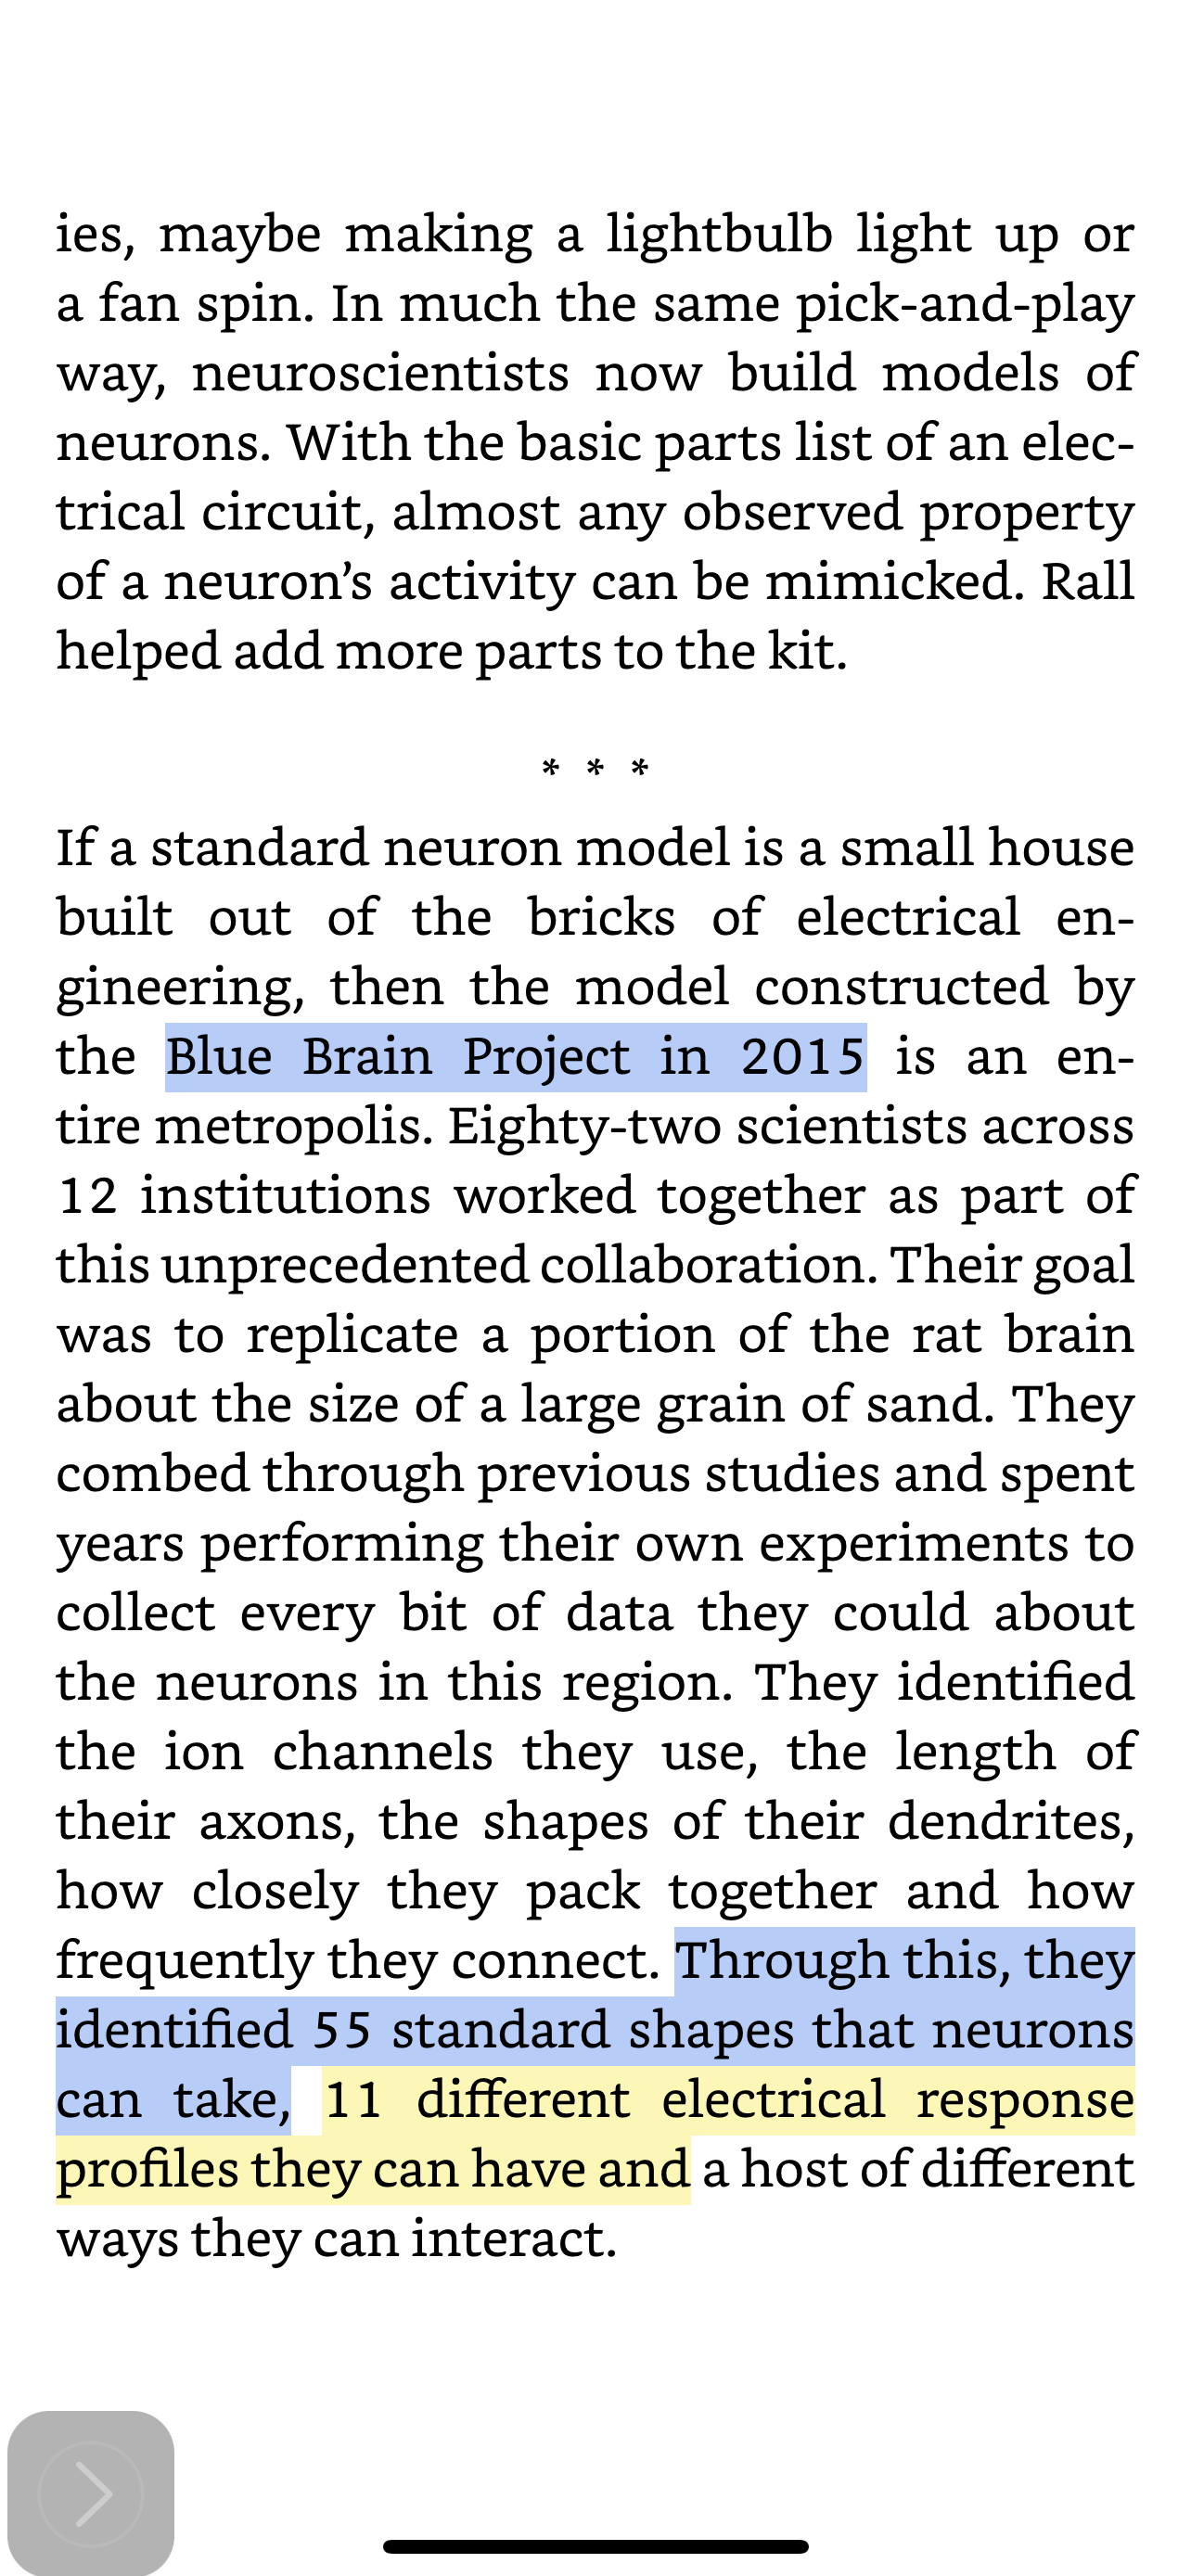 ies, maybe making a lightbulb light up or
a fan spin. In much the same pick-and-play
way, neuroscientists now build models of
neurons. With the basic parts list of an elec-
trical circuit, almost any observed property
of a neuron’s activity can be mimicked. Rall
helped add more parts to the kit.
* * *
If a standard neuron model is a small house
built out of the bricks of electrical en-
gineering, then the model constructed by
the Blue Brain Project in 2015 is an en-
tire metropolis. Eighty-two scientists across
12 institutions worked together as part of
this unprecedented collaboration. Their goal
was to replicate a portion of the rat brain
about the size of a large grain of sand. They
combed through previous studies and spent
years performing their own experiments to
collect every bit of data they could about
the neurons in this region. They identified
the ion channels they use, the length of
their axons, the shapes of their dendrites,
how closely they pack together and how
frequently they connect. Through this, they
identified 55 standard shapes that neurons
can take, 11 different electrical response
profiles they can have and a host of different
ways they can interact.